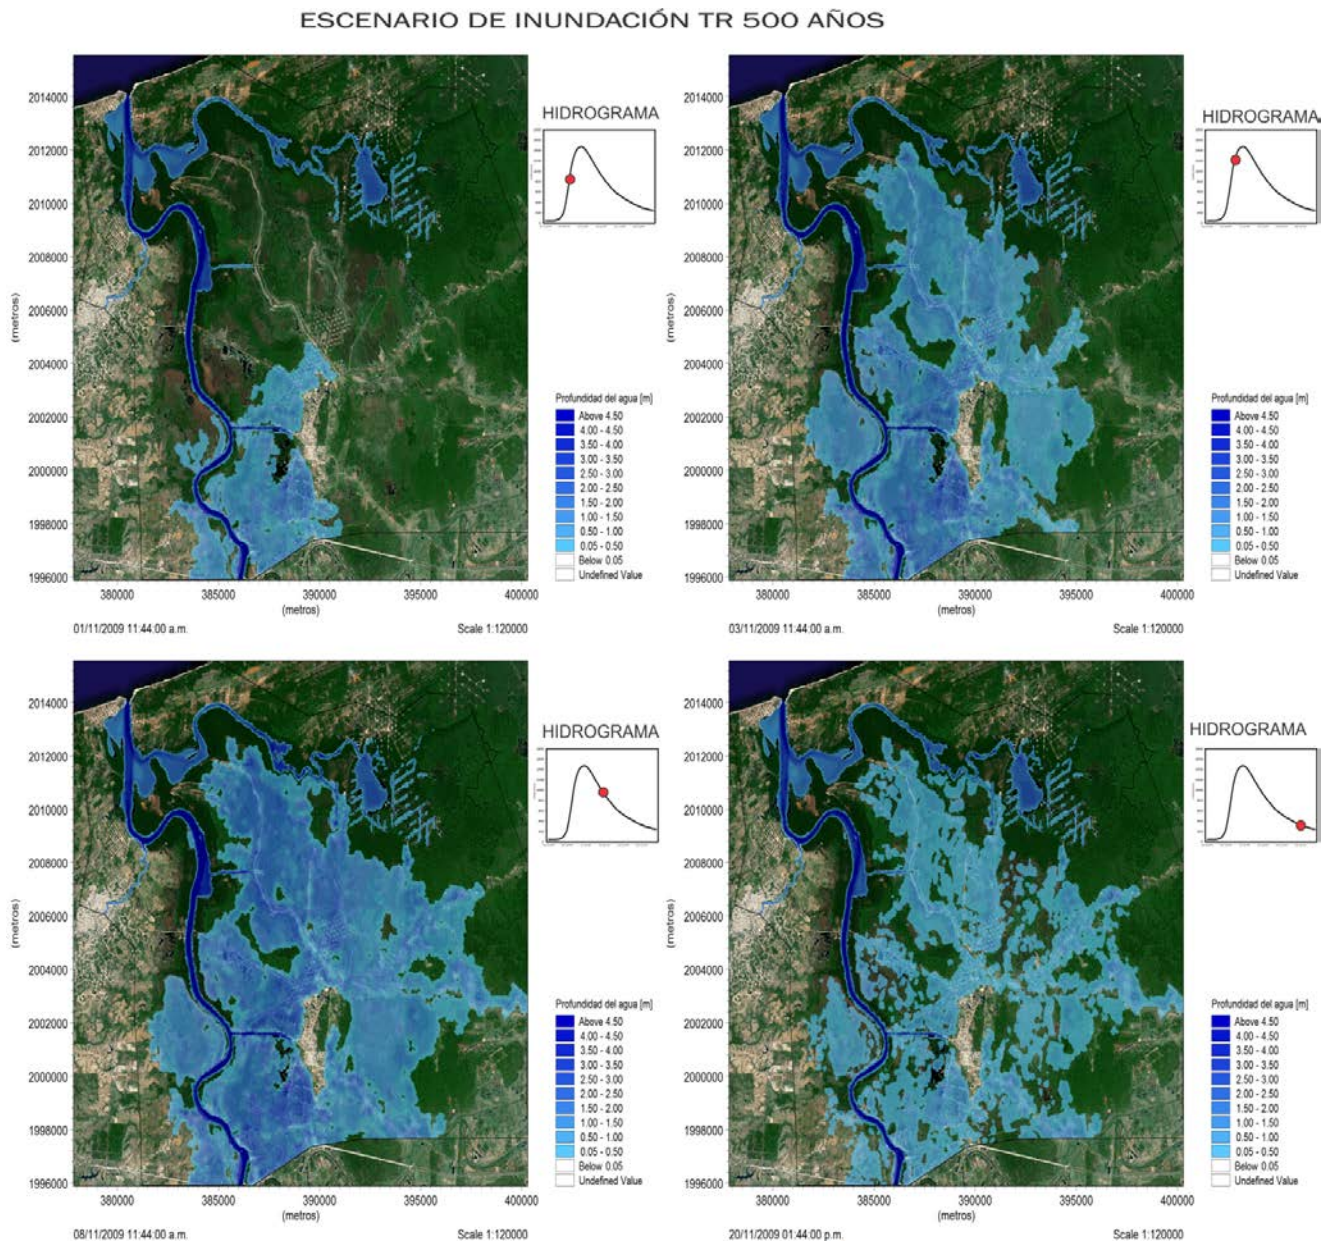 ESCENARIO DE INUNDACIÓN TR 500 AÑOS
HIDROGRAMA
2014000
2012000
2010000
2008000
2006000
2004000
2002000
2000000
1998000
1996000
(metros)
380000 385000 390000 395000 400000
(metros)
Profundidad del agua [m]
Above 4.50
4.00 - 4.50
3.50 - 4.00
3.00 - 3.50
2.50 - 3.00
2.00 - 2.50
1.50 - 2.00
1.00 - 1.50
0.50 - 1.00
0.05 - 0.50
Below 0.05
Undefined Value
01/11/2009 11:44:00 a.m. Scale 1:120000
HIDROGRAMA
2014000
2012000
2010000
2008000
2006000
2004000
2002000
2000000
1998000
1996000
(metros)
380000 385000 390000 395000 400000
(metros)
Profundidad del agua [m]
Above 4.50
4.00 - 4.50
3.50 - 4.00
3.00 - 3.50
2.50 - 3.00
2.00 - 2.50
1.50 - 2.00
1.00 - 1.50
0.50 - 1.00
0.05 - 0.50
Below 0.05
Undefined Value
03/11/2009 11:44:00 a.m. Scale 1:120000
HIDROGRAMA
2014000
2012000
2010000
2008000
2006000
2004000
2002000
2000000
1998000
1996000
(metros)
380000 385000 390000 395000 400000
(metros)
Profundidad del agua [m]
Above 4.50
4.00 - 4.50
3.50 - 4.00
3.00 - 3.50
2.50 - 3.00
2.00 - 2.50
1.50 - 2.00
1.00 - 1.50
0.50 - 1.00
0.05 - 0.50
Below 0.05
Undefined Value
08/11/2009 11:44:00 a.m. Scale 1:120000
HIDROGRAMA
2014000
2012000
2010000
2008000
2006000
2004000
2002000
2000000
1998000
1996000
(metros)
380000 385000 390000 395000 400000
(metros)
Profundidad del agua [m]
Above 4.50
4.00 - 4.50
3.50 - 4.00
3.00 - 3.50
2.50 - 3.00
2.00 - 2.50
1.50 - 2.00
1.00 - 1.50
0.50 - 1.00
0.05 - 0.50
Below 0.05
Undefined Value
20/11/2009 01:44:00 p.m. Scale 1:120000